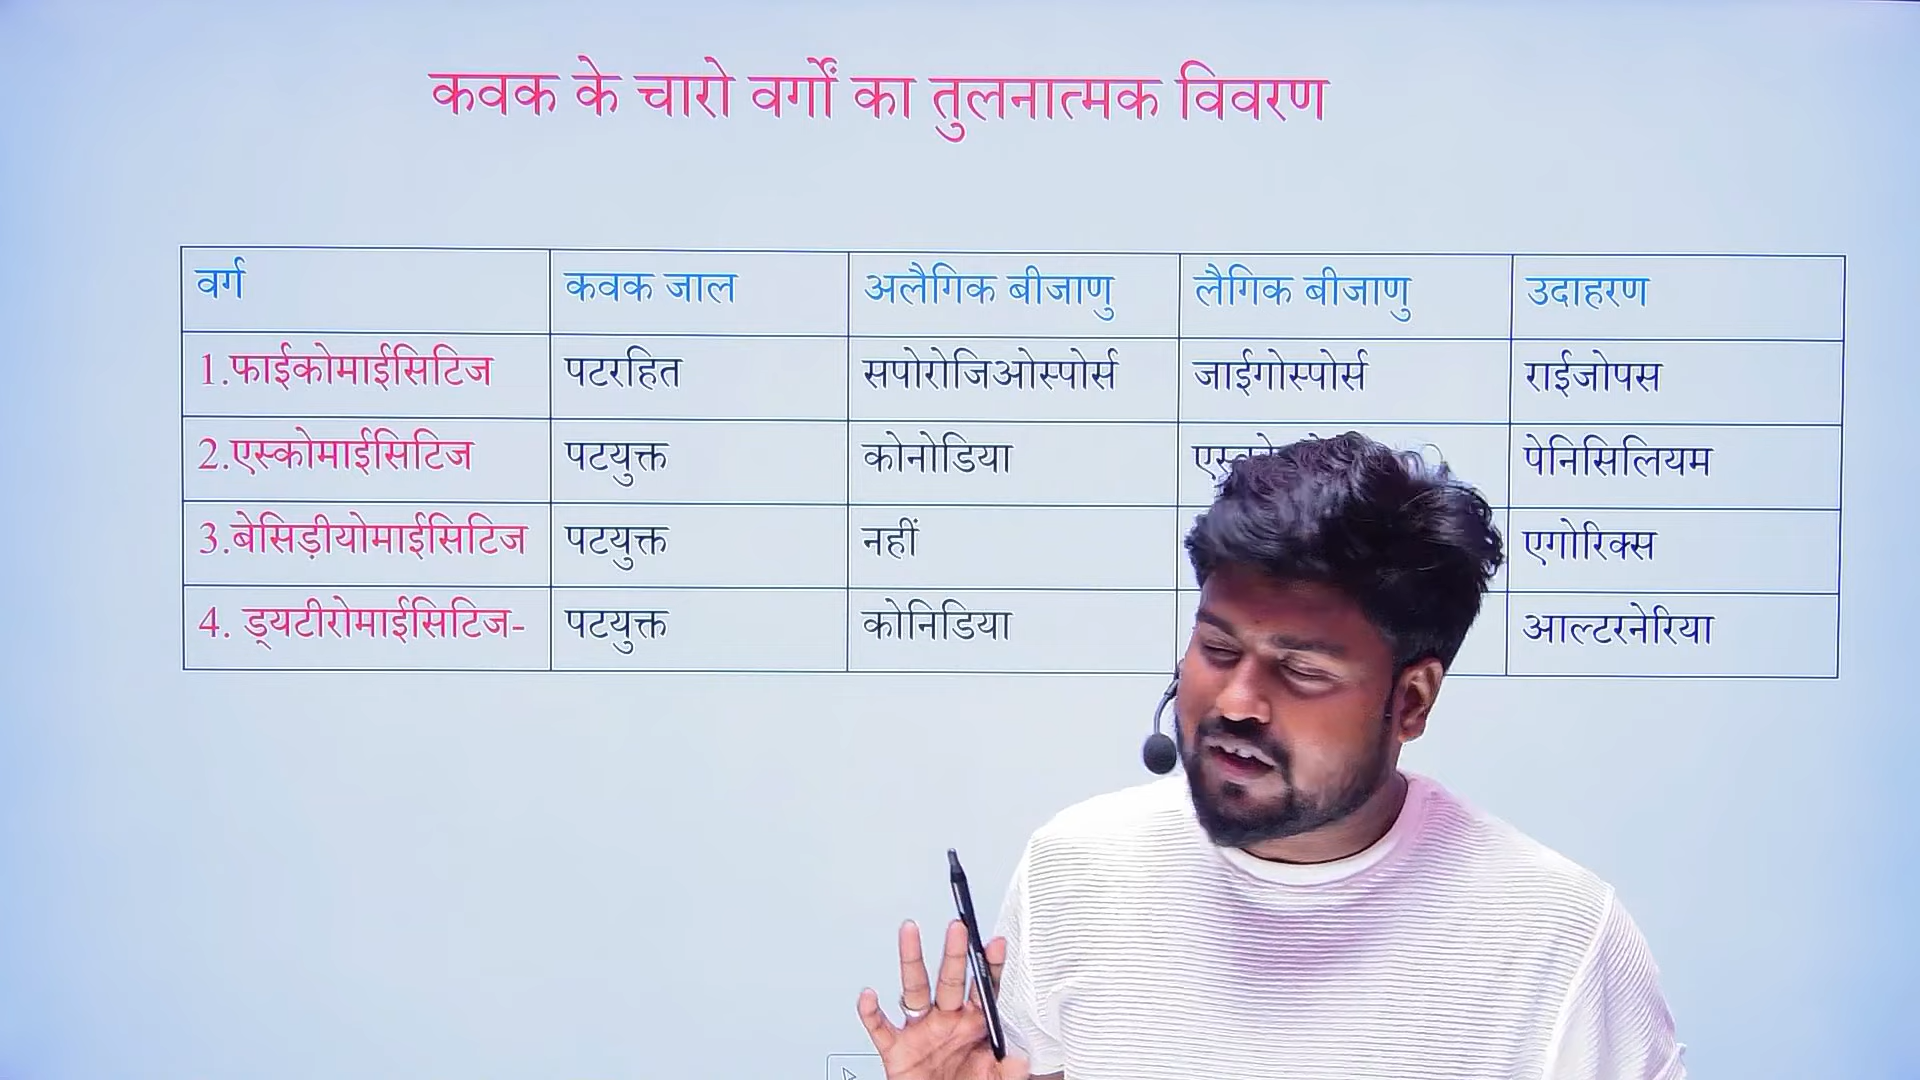 कवक के चारो वर्गों का तुलनात्मक विवरण
वर्ग कवक जाल अलैगिक बीजाणु लैगिक बीजाणु उदाहरण
1.फाईकोमाईसिटिज पटरहित सपोरोजिओस्पोर्स जाईगोस्पोर्स राईजोपस
2.एस्कोमाईसिटिज पटयुक्त कोनोडिया पेनिसिलियम
3.बेसिड़ीयोमाईसिटिज पटयुक्त नहीं एगोरिक्स
4. ड्यटीरोमाईसिटिज- पटयुक्त कोनिडिया आल्टरनेरिया